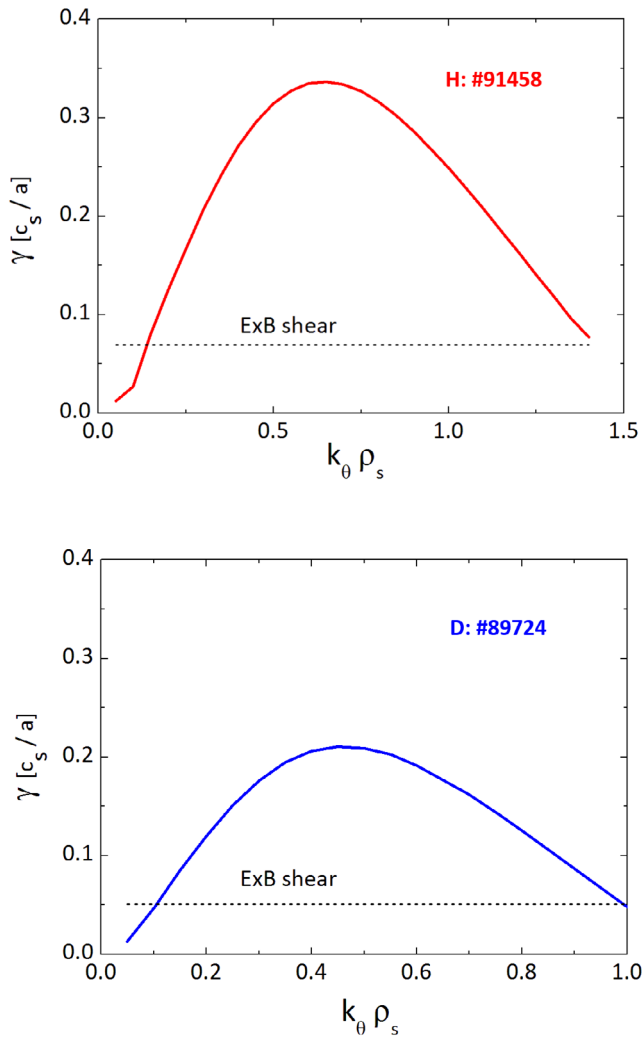 0.4
H: #91458
0.3
γ [c_s / a]
0.2
0.1
ExB shear
0.0
0.0 0.5 1.0 1.5
k_θ ρ_s
0.4
D: #89724
0.3
γ [c_s / a]
0.2
0.1
ExB shear
0.0
0.0 0.2 0.4 0.6 0.8 1.0
k_θ ρ_s